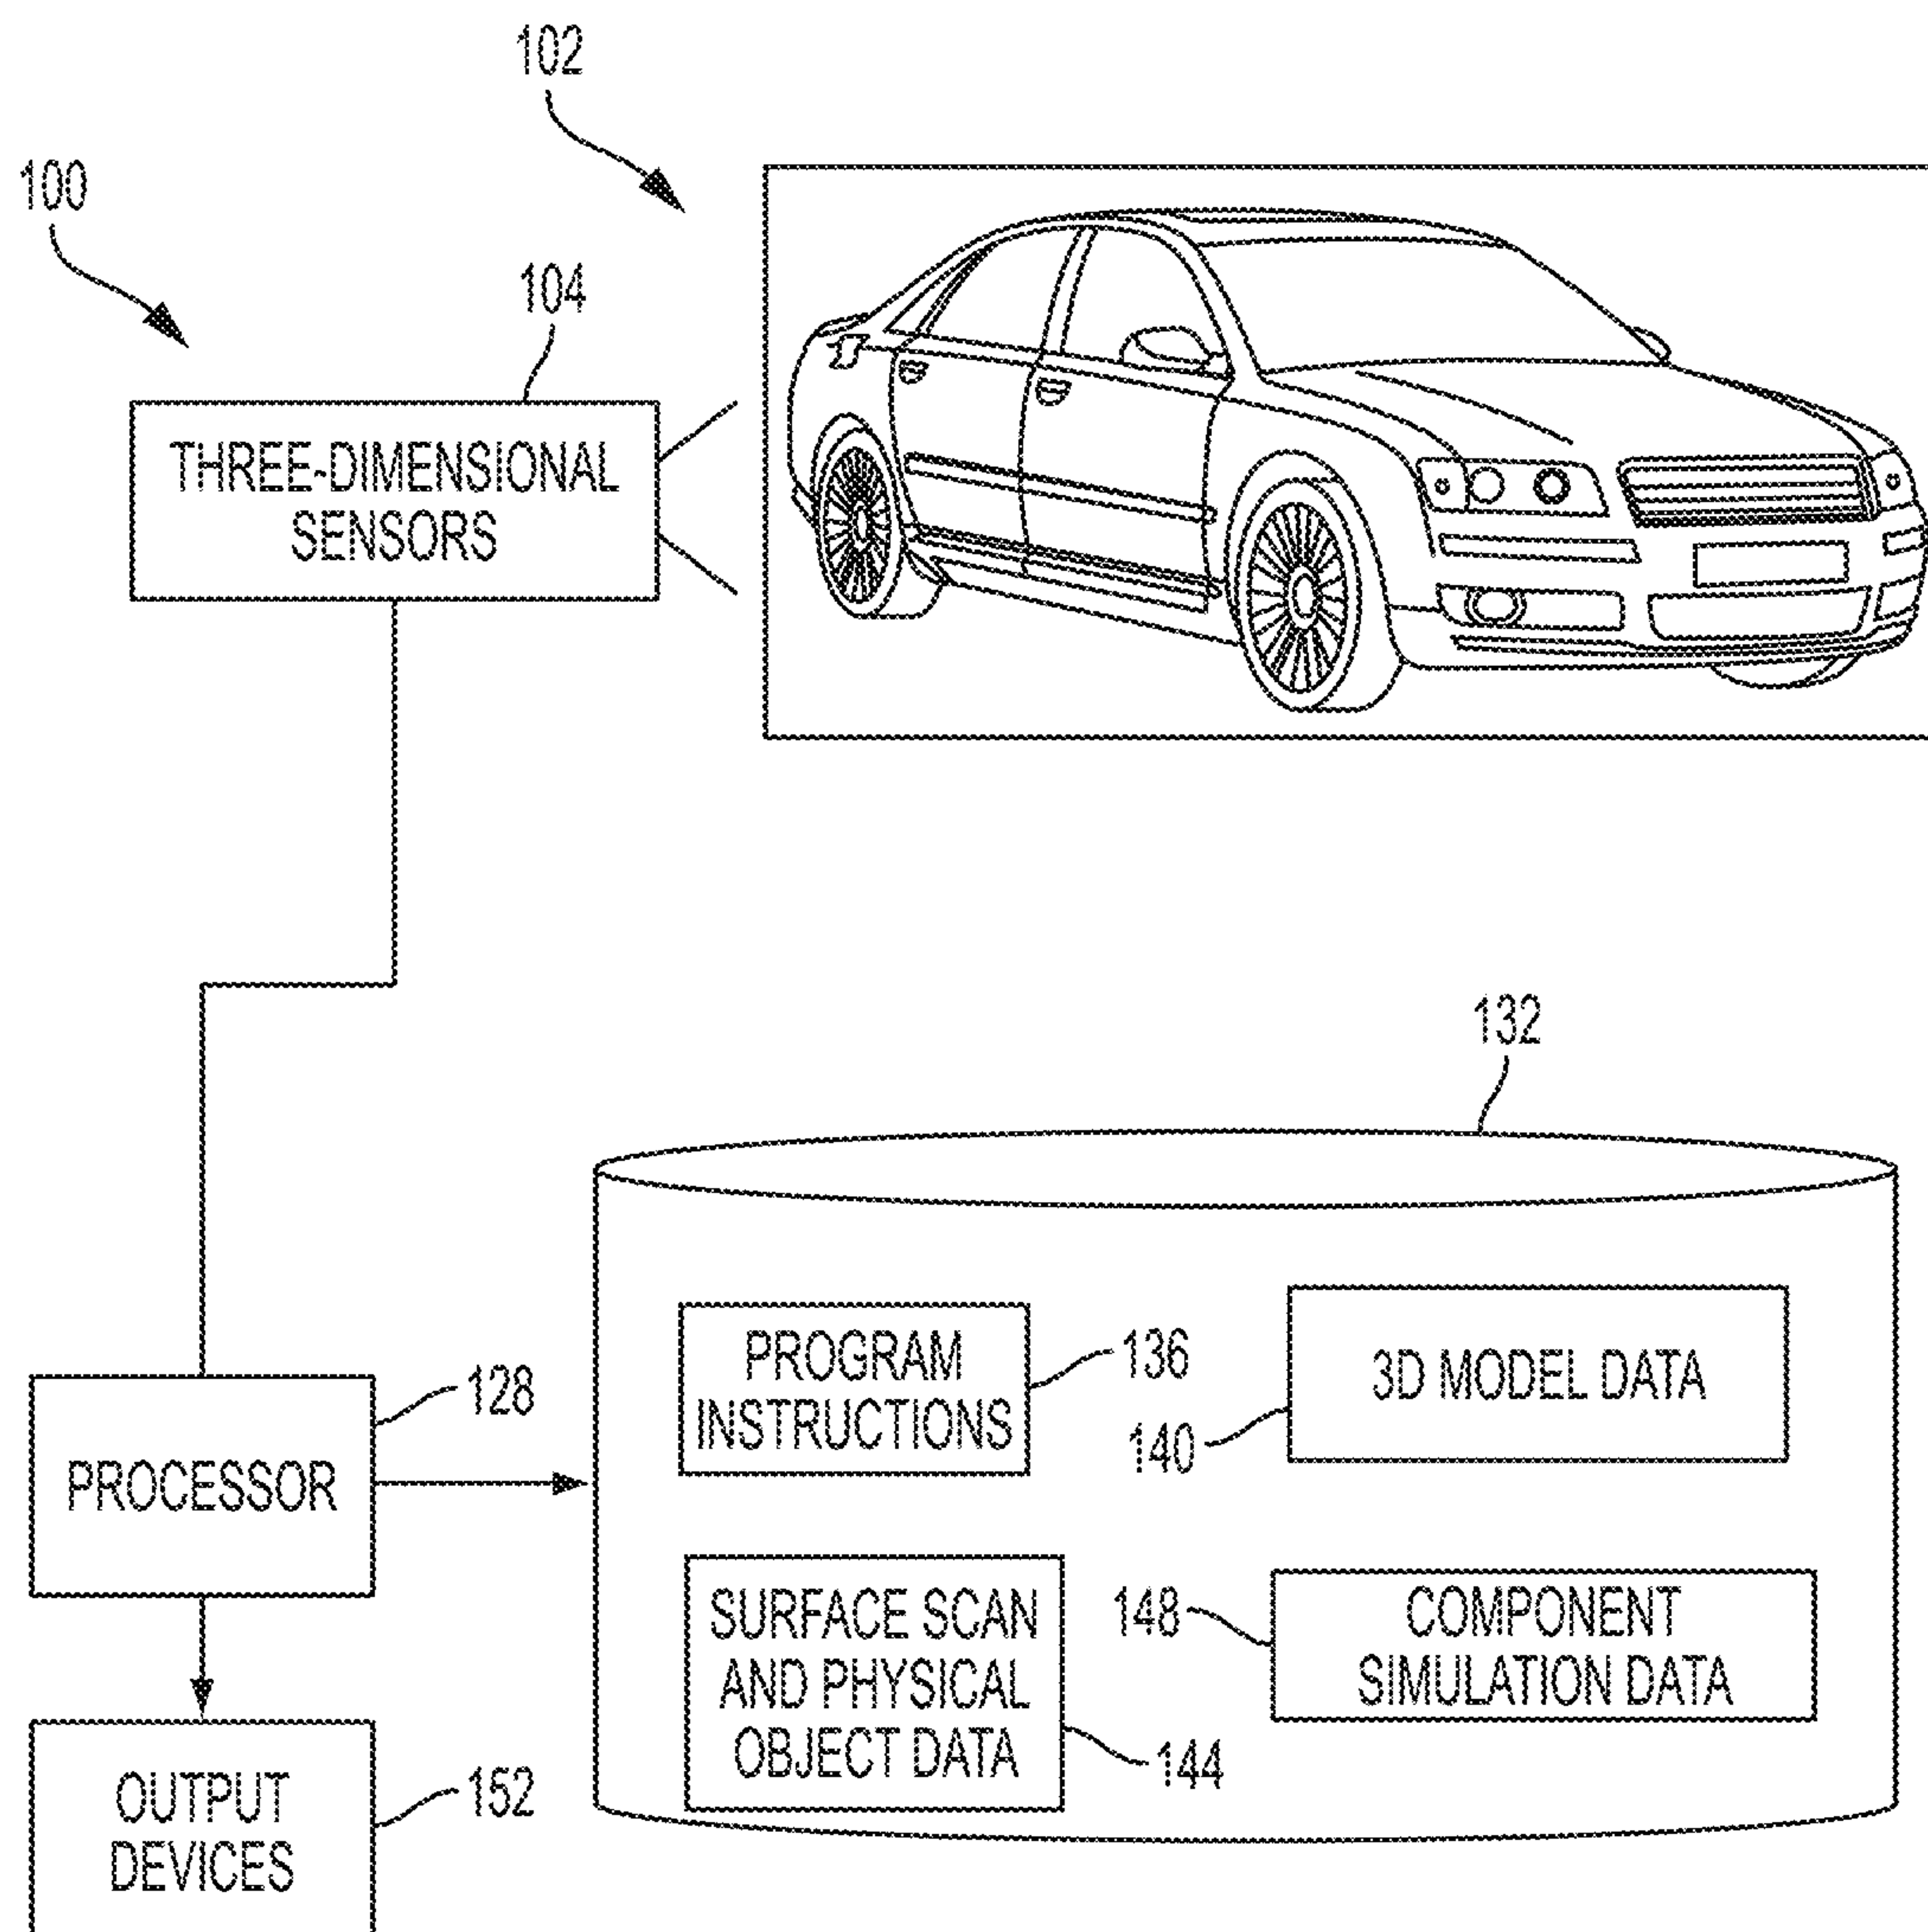 102
100
104
THREE-DIMENSIONAL
SENSORS
132
PROGRAM
INSTRUCTIONS
136
3D MODEL DATA
140
128
PROCESSOR
SURFACE SCAN
AND PHYSICAL
OBJECT DATA
144
148
COMPONENT
SIMULATION DATA
OUTPUT
DEVICES
152